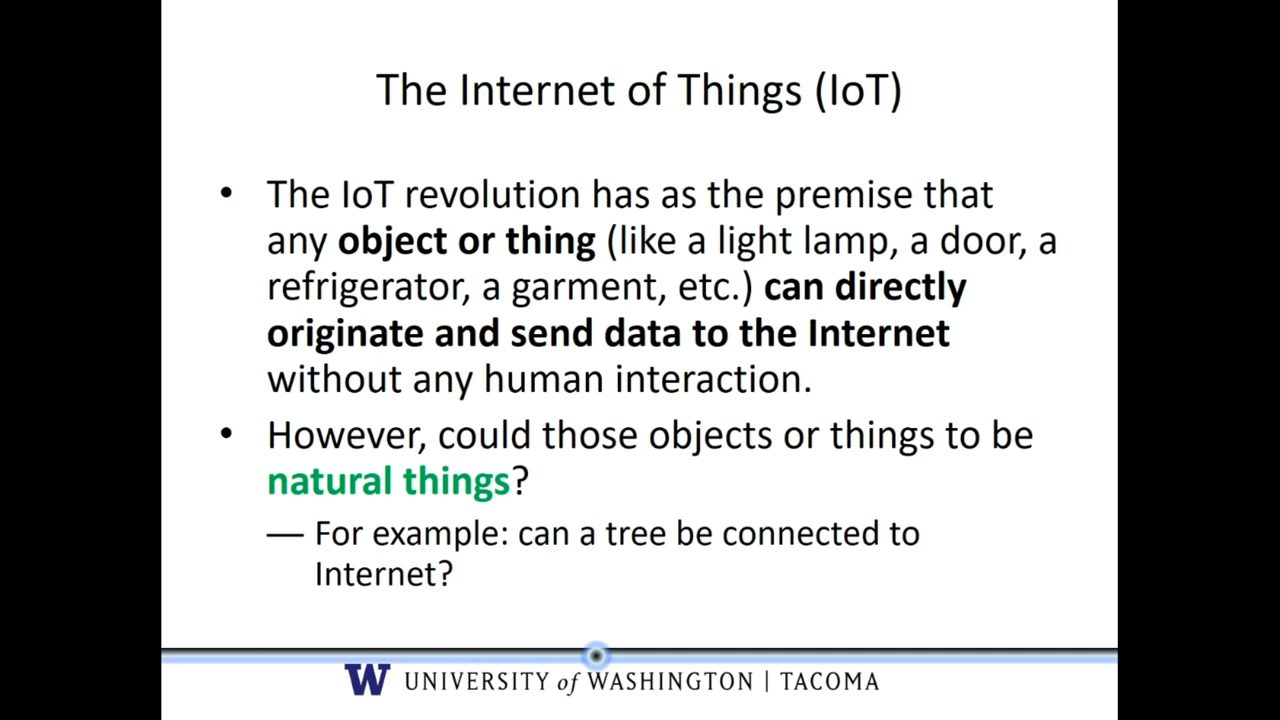 The Internet of Things (IoT)
• The IoT revolution has as the premise that
any object or thing (like a light lamp, a door, a
refrigerator, a garment, etc.) can directly
originate and send data to the Internet
without any human interaction.
• However, could those objects or things to be
natural things?
— For example: can a tree be connected to
Internet?
W UNIVERSITY of WASHINGTON | TACOMA